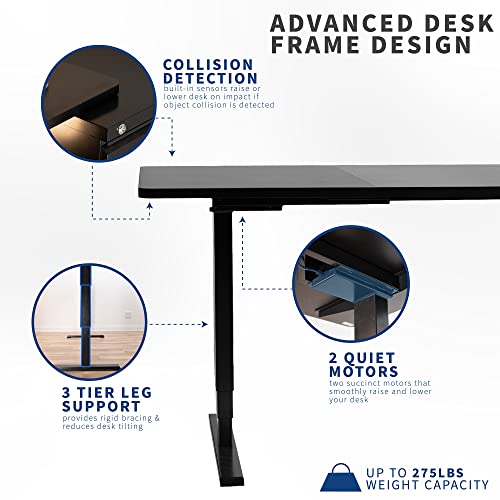 ADVANCED DESK
FRAME DESIGN
COLLISION
DETECTION
built-in sensors raise or
lower desk on impact if
object collision is detected
2 QUIET
MOTORS
two succinct motors that
smoothly raise and lower
your desk
3 TIER LEG
SUPPORT
provides rigid bracing &
reduces desk tilting
UP TO 275LBS
WEIGHT CAPACITY